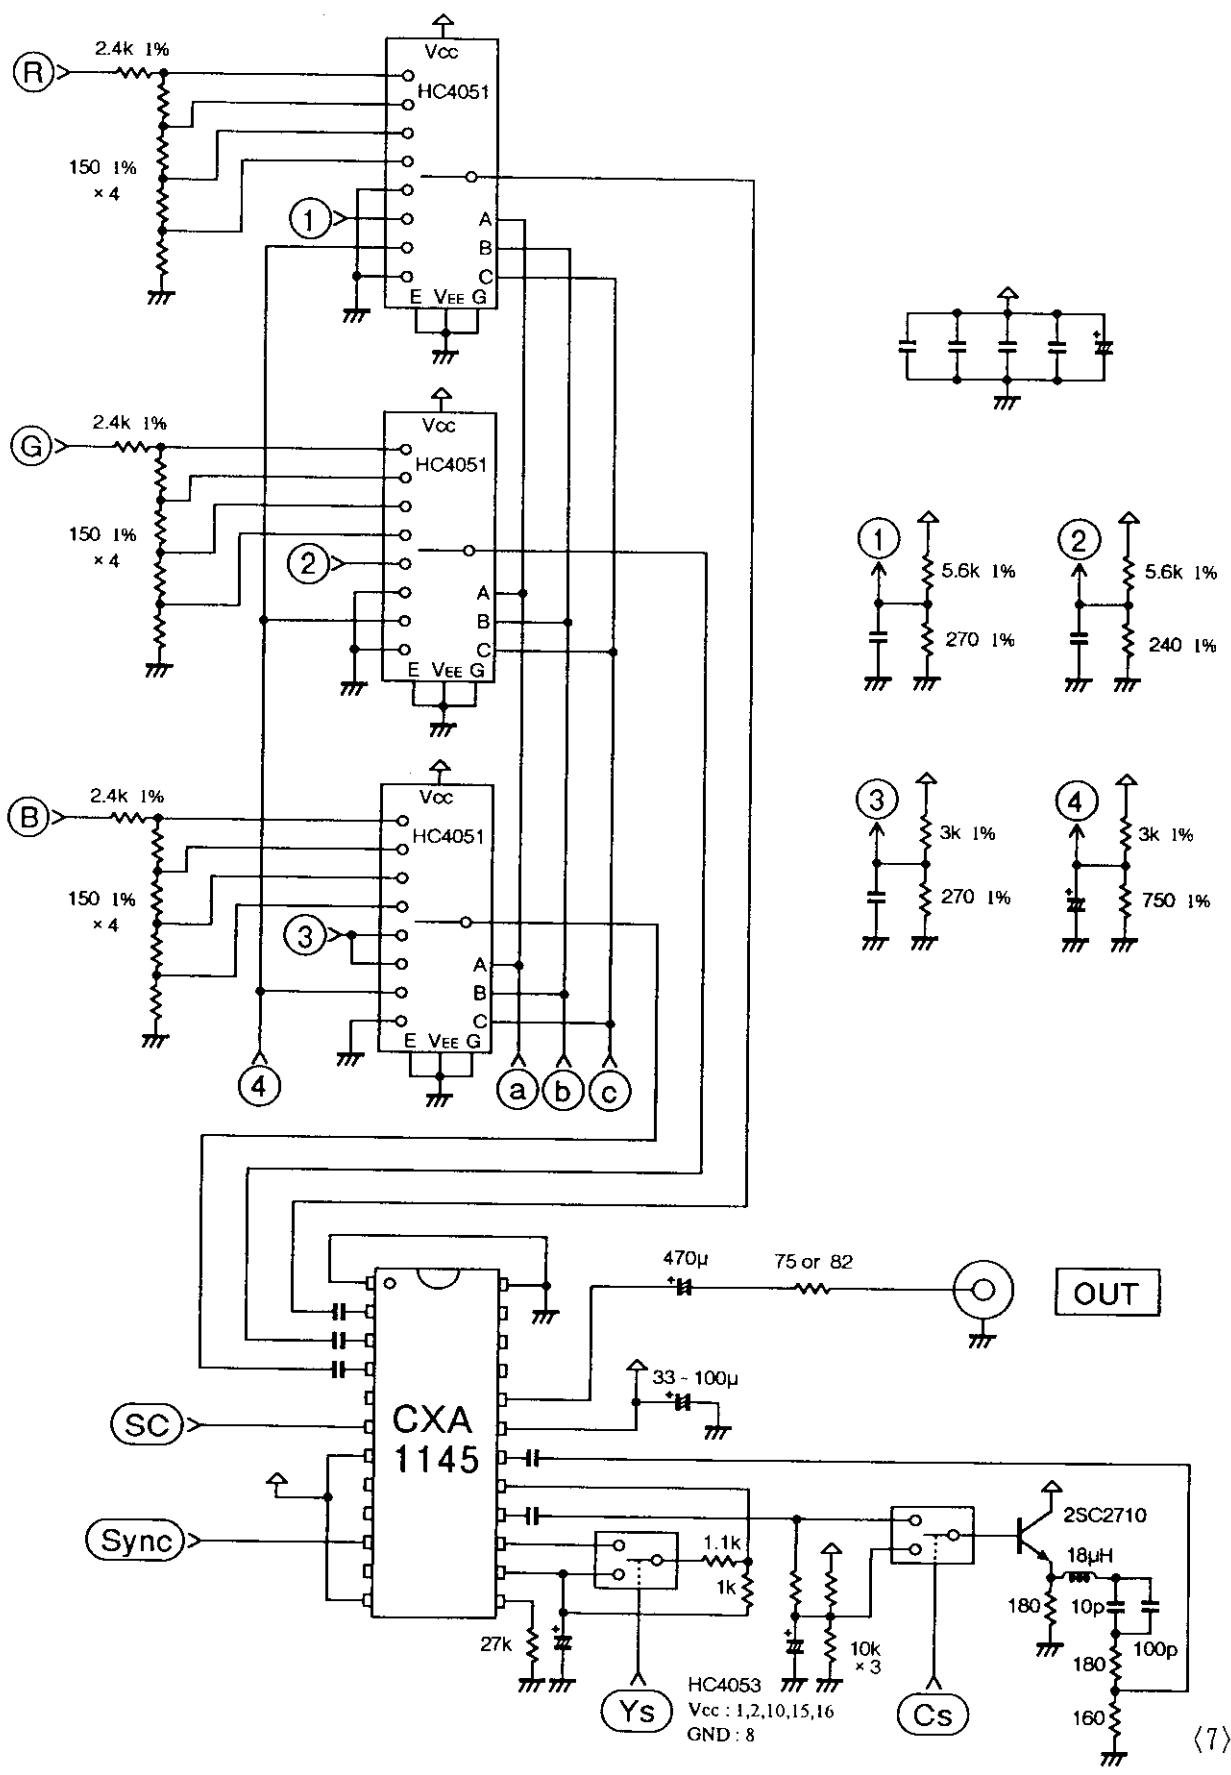 R
2.4k 1%
150 1%
× 4
Vcc
HC4051
1
A
B
C
E VEE G
G
2.4k 1%
150 1%
× 4
Vcc
HC4051
2
A
B
C
E VEE G
B
2.4k 1%
150 1%
× 4
Vcc
HC4051
3
A
B
C
E VEE G
4
a
b
c
1
5.6k 1%
270 1%
2
5.6k 1%
240 1%
3
3k 1%
270 1%
4
3k 1%
750 1%
CXA
1145
SC
Sync
470μ
75 or 82
OUT
33 - 100μ
1.1k
1k
27k
Ys
HC4053
Vcc : 1,2,10,15,16
GND : 8
10k
× 3
Cs
2SC2710
18μH
180
10p
100p
180
160
〈7〉